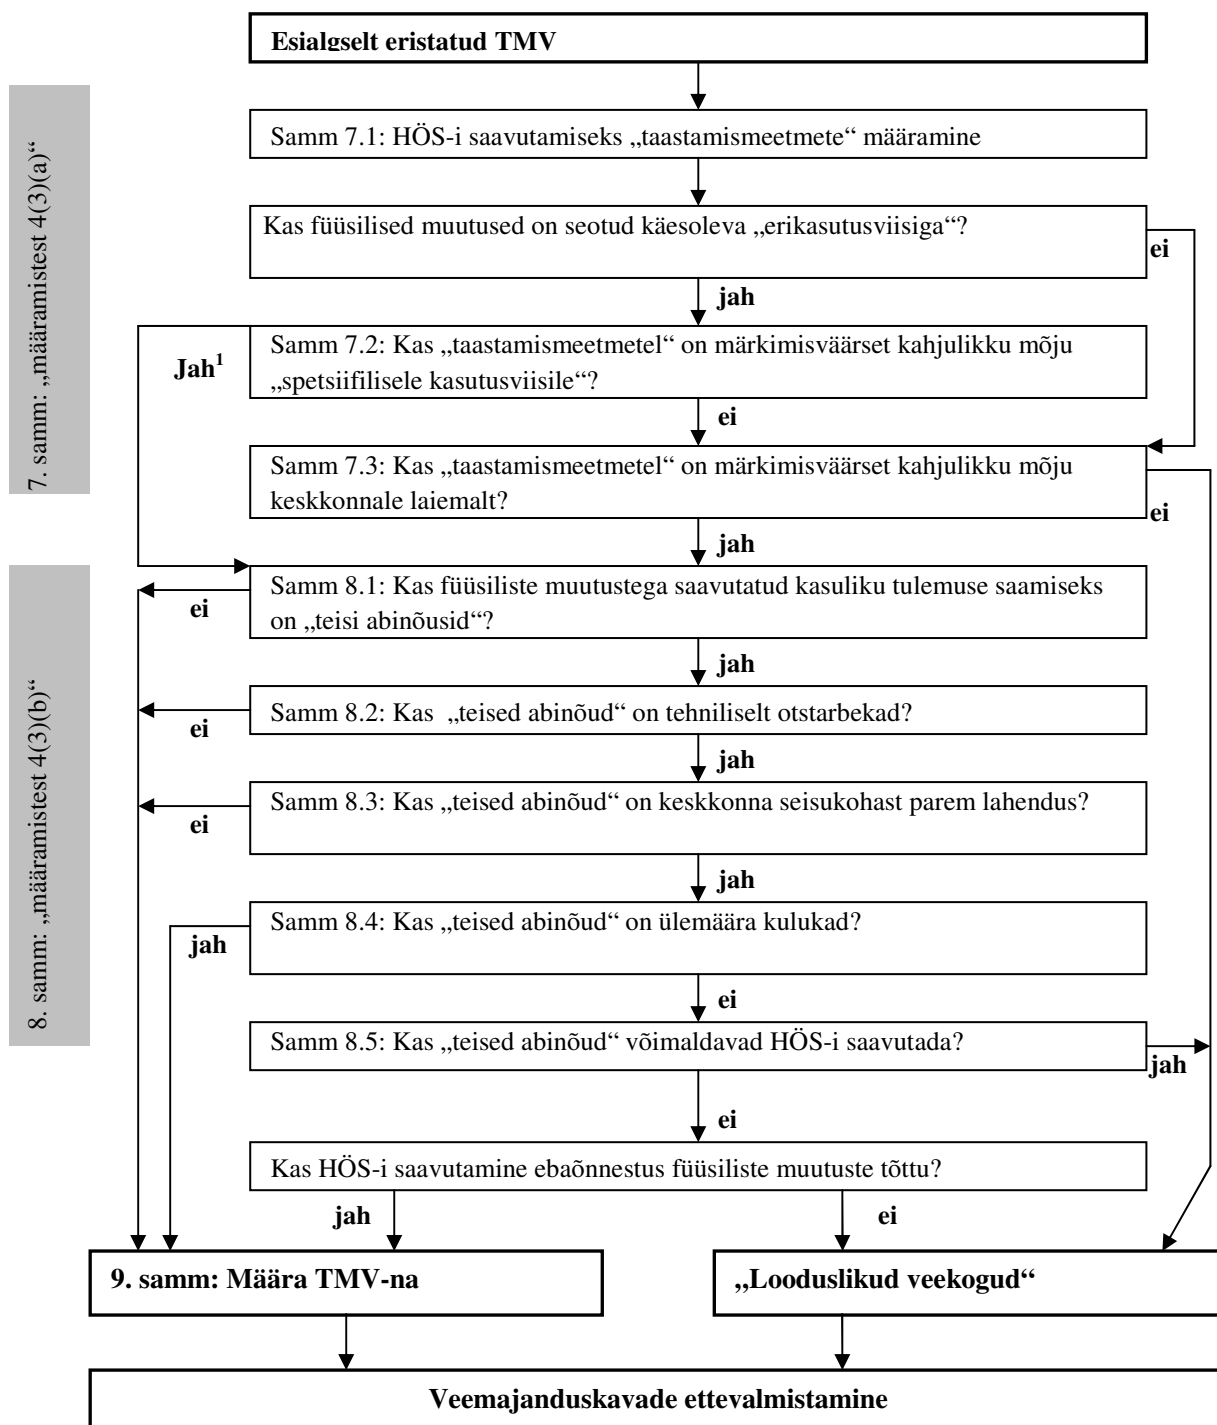 Esialgselt eristatud TMV
7. samm: „määramistest 4(3)(a)“
Samm 7.1: HÖS-i saavutamiseks „taastamismeetmete“ määramine
Kas füüsilised muutused on seotud käesoleva „erikasutusviisiga“?
ei
jah
Samm 7.2: Kas „taastamismeetmetel“ on märkimisväärset kahjulikku mõju
„spetsiifilisele kasutusviisile“?
Jah¹
ei
Samm 7.3: Kas „taastamismeetmetel“ on märkimisväärset kahjulikku mõju
keskkonnale laiemalt?
ei
jah
8. samm: „määramistest 4(3)(b)“
Samm 8.1: Kas füüsiliste muutustega saavutatud kasuliku tulemuse saamiseks
on „teisi abinõusid“?
ei
jah
Samm 8.2: Kas „teised abinõud“ on tehniliselt otstarbekad?
ei
jah
Samm 8.3: Kas „teised abinõud“ on keskkonna seisukohast parem lahendus?
ei
jah
Samm 8.4: Kas „teised abinõud“ on ülemäära kulukad?
jah
ei
Samm 8.5: Kas „teised abinõud“ võimaldavad HÖS-i saavutada?
jah
ei
Kas HÖS-i saavutamine ebaõnnestus füüsiliste muutuste tõttu?
jah
ei
9. samm: Määra TMV-na
„Looduslikud veekogud“
Veemajanduskavade ettevalmistamine